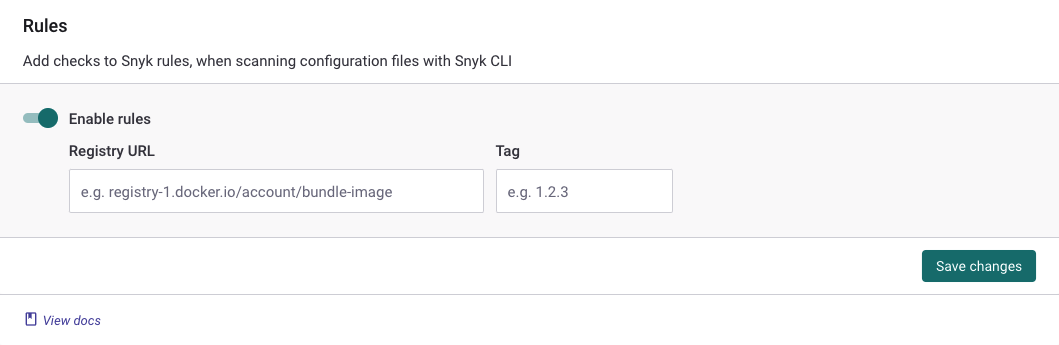 Rules
Add checks to Snyk rules, when scanning configuration files with Snyk CLI
Enable rules
Registry URL
Tag
e.g. registry-1.docker.io/account/bundle-image
e.g. 1.2.3
Save changes
View docs